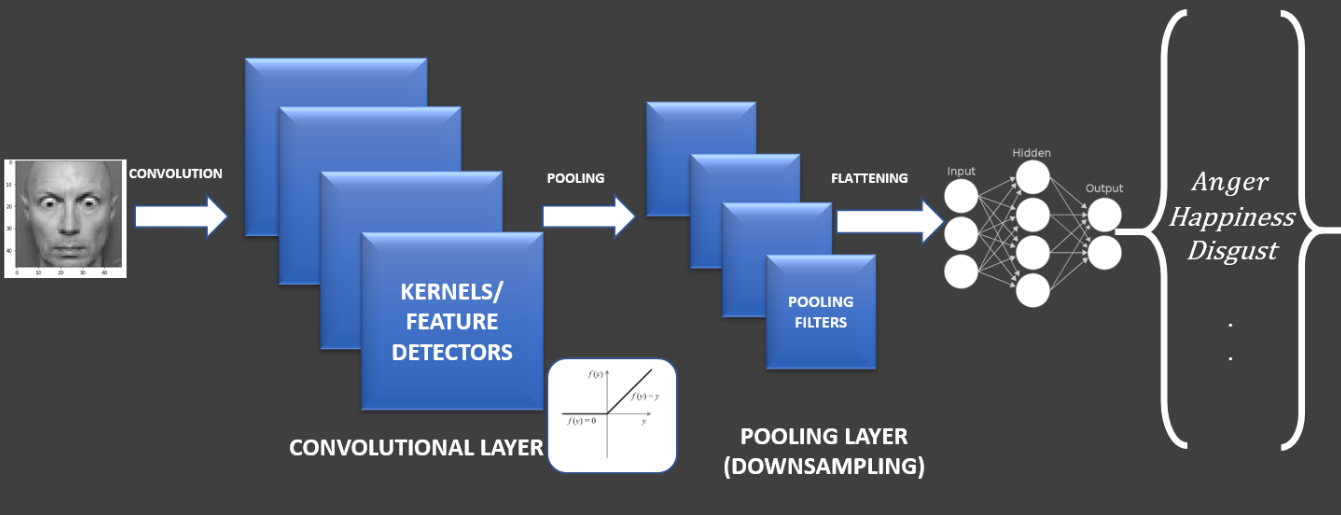 CONVOLUTION
KERNELS/
FEATURE
DETECTORS
CONVOLUTIONAL LAYER
f(y)
f(y)=y
f(y)=0
y
POOLING
POOLING
FILTERS
POOLING LAYER
(DOWNSAMPLING)
FLATTENING
Input
Hidden
Output
Anger
Happiness
Disgust
.
.
0
10
20
30
40
0 10 20 30 40